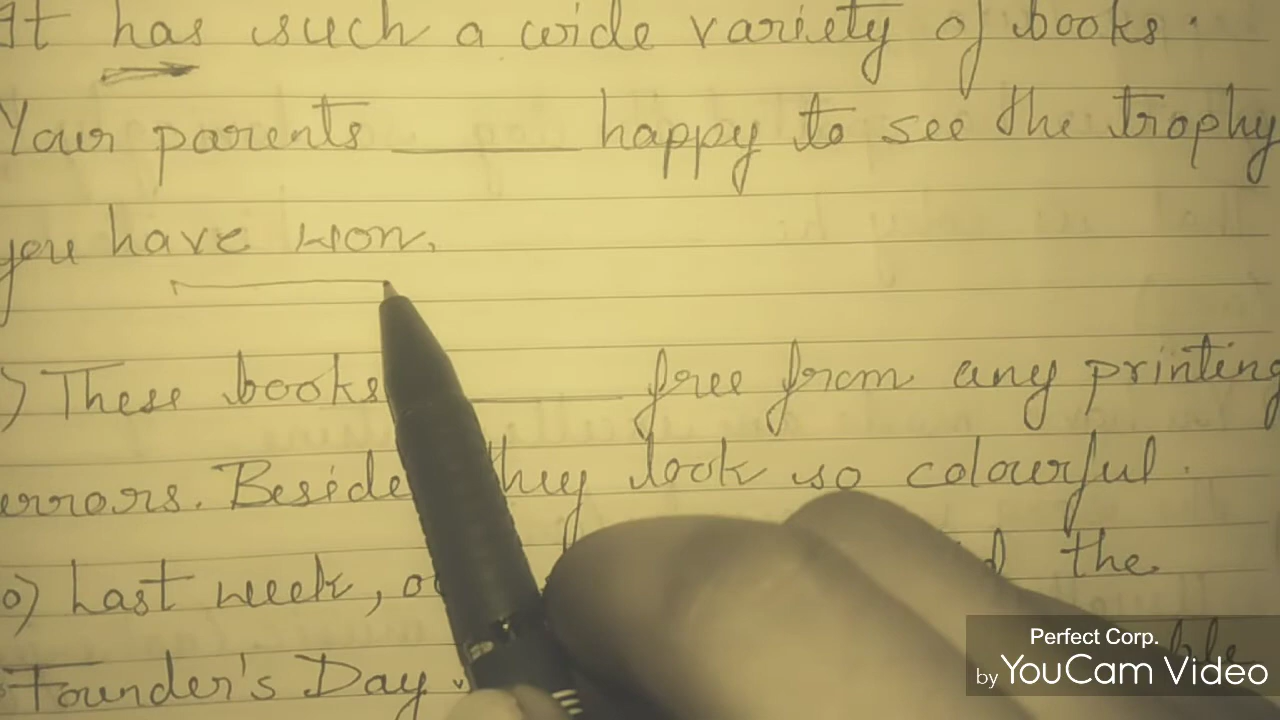 It has such a wide variety of books.
Your parents ______ happy to see the trophy
you have won.
) These books ______ free from any printing
errors. they look so colourful.
o) Last week, the
Founder's Day.
Perfect Corp.
by YouCam Video